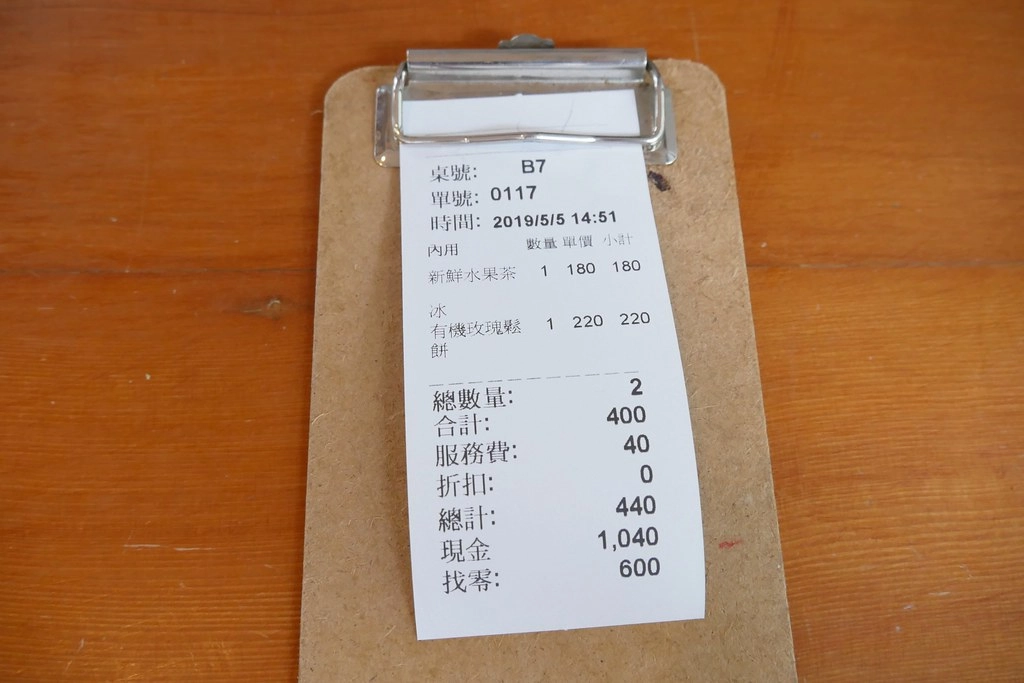 桌號: B7
單號: 0117
時間: 2019/5/5 14:51
內用 數量 單價 小計
新鮮水果茶 1 180 180
冰
有機玫瑰鬆 1 220 220
餅
總數量: 2
合計: 400
服務費: 40
折扣: 0
總計: 440
現金 1,040
找零: 600